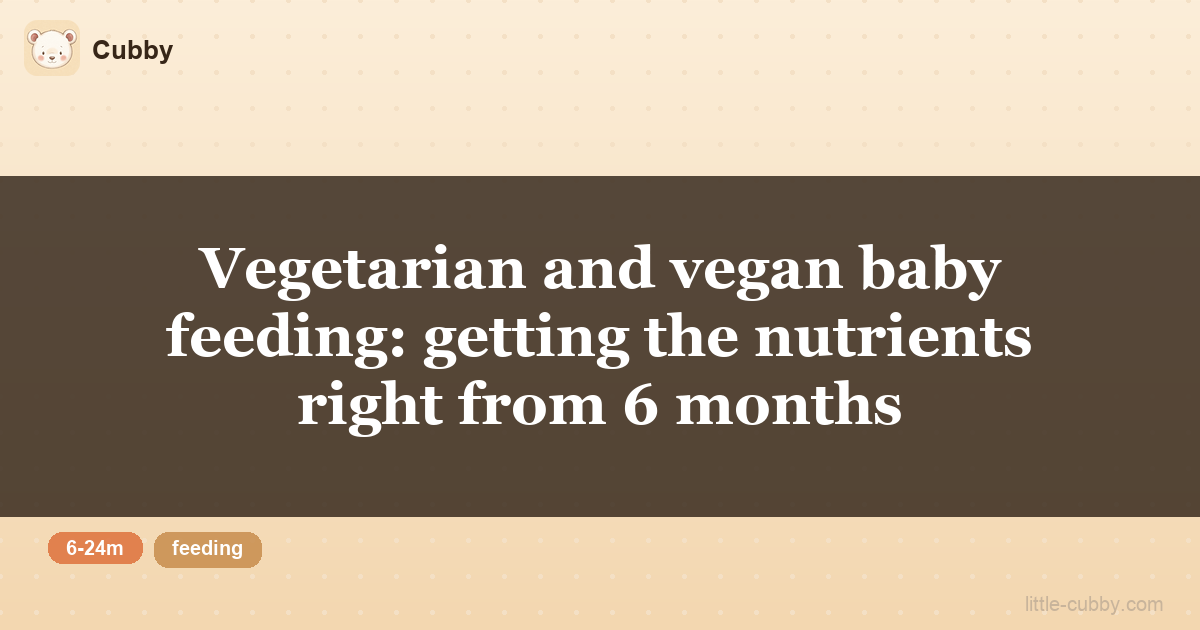 Cubby
Vegetarian and vegan baby
feeding: getting the nutrients
right from 6 months
6-24m
feeding
little-cubby.com